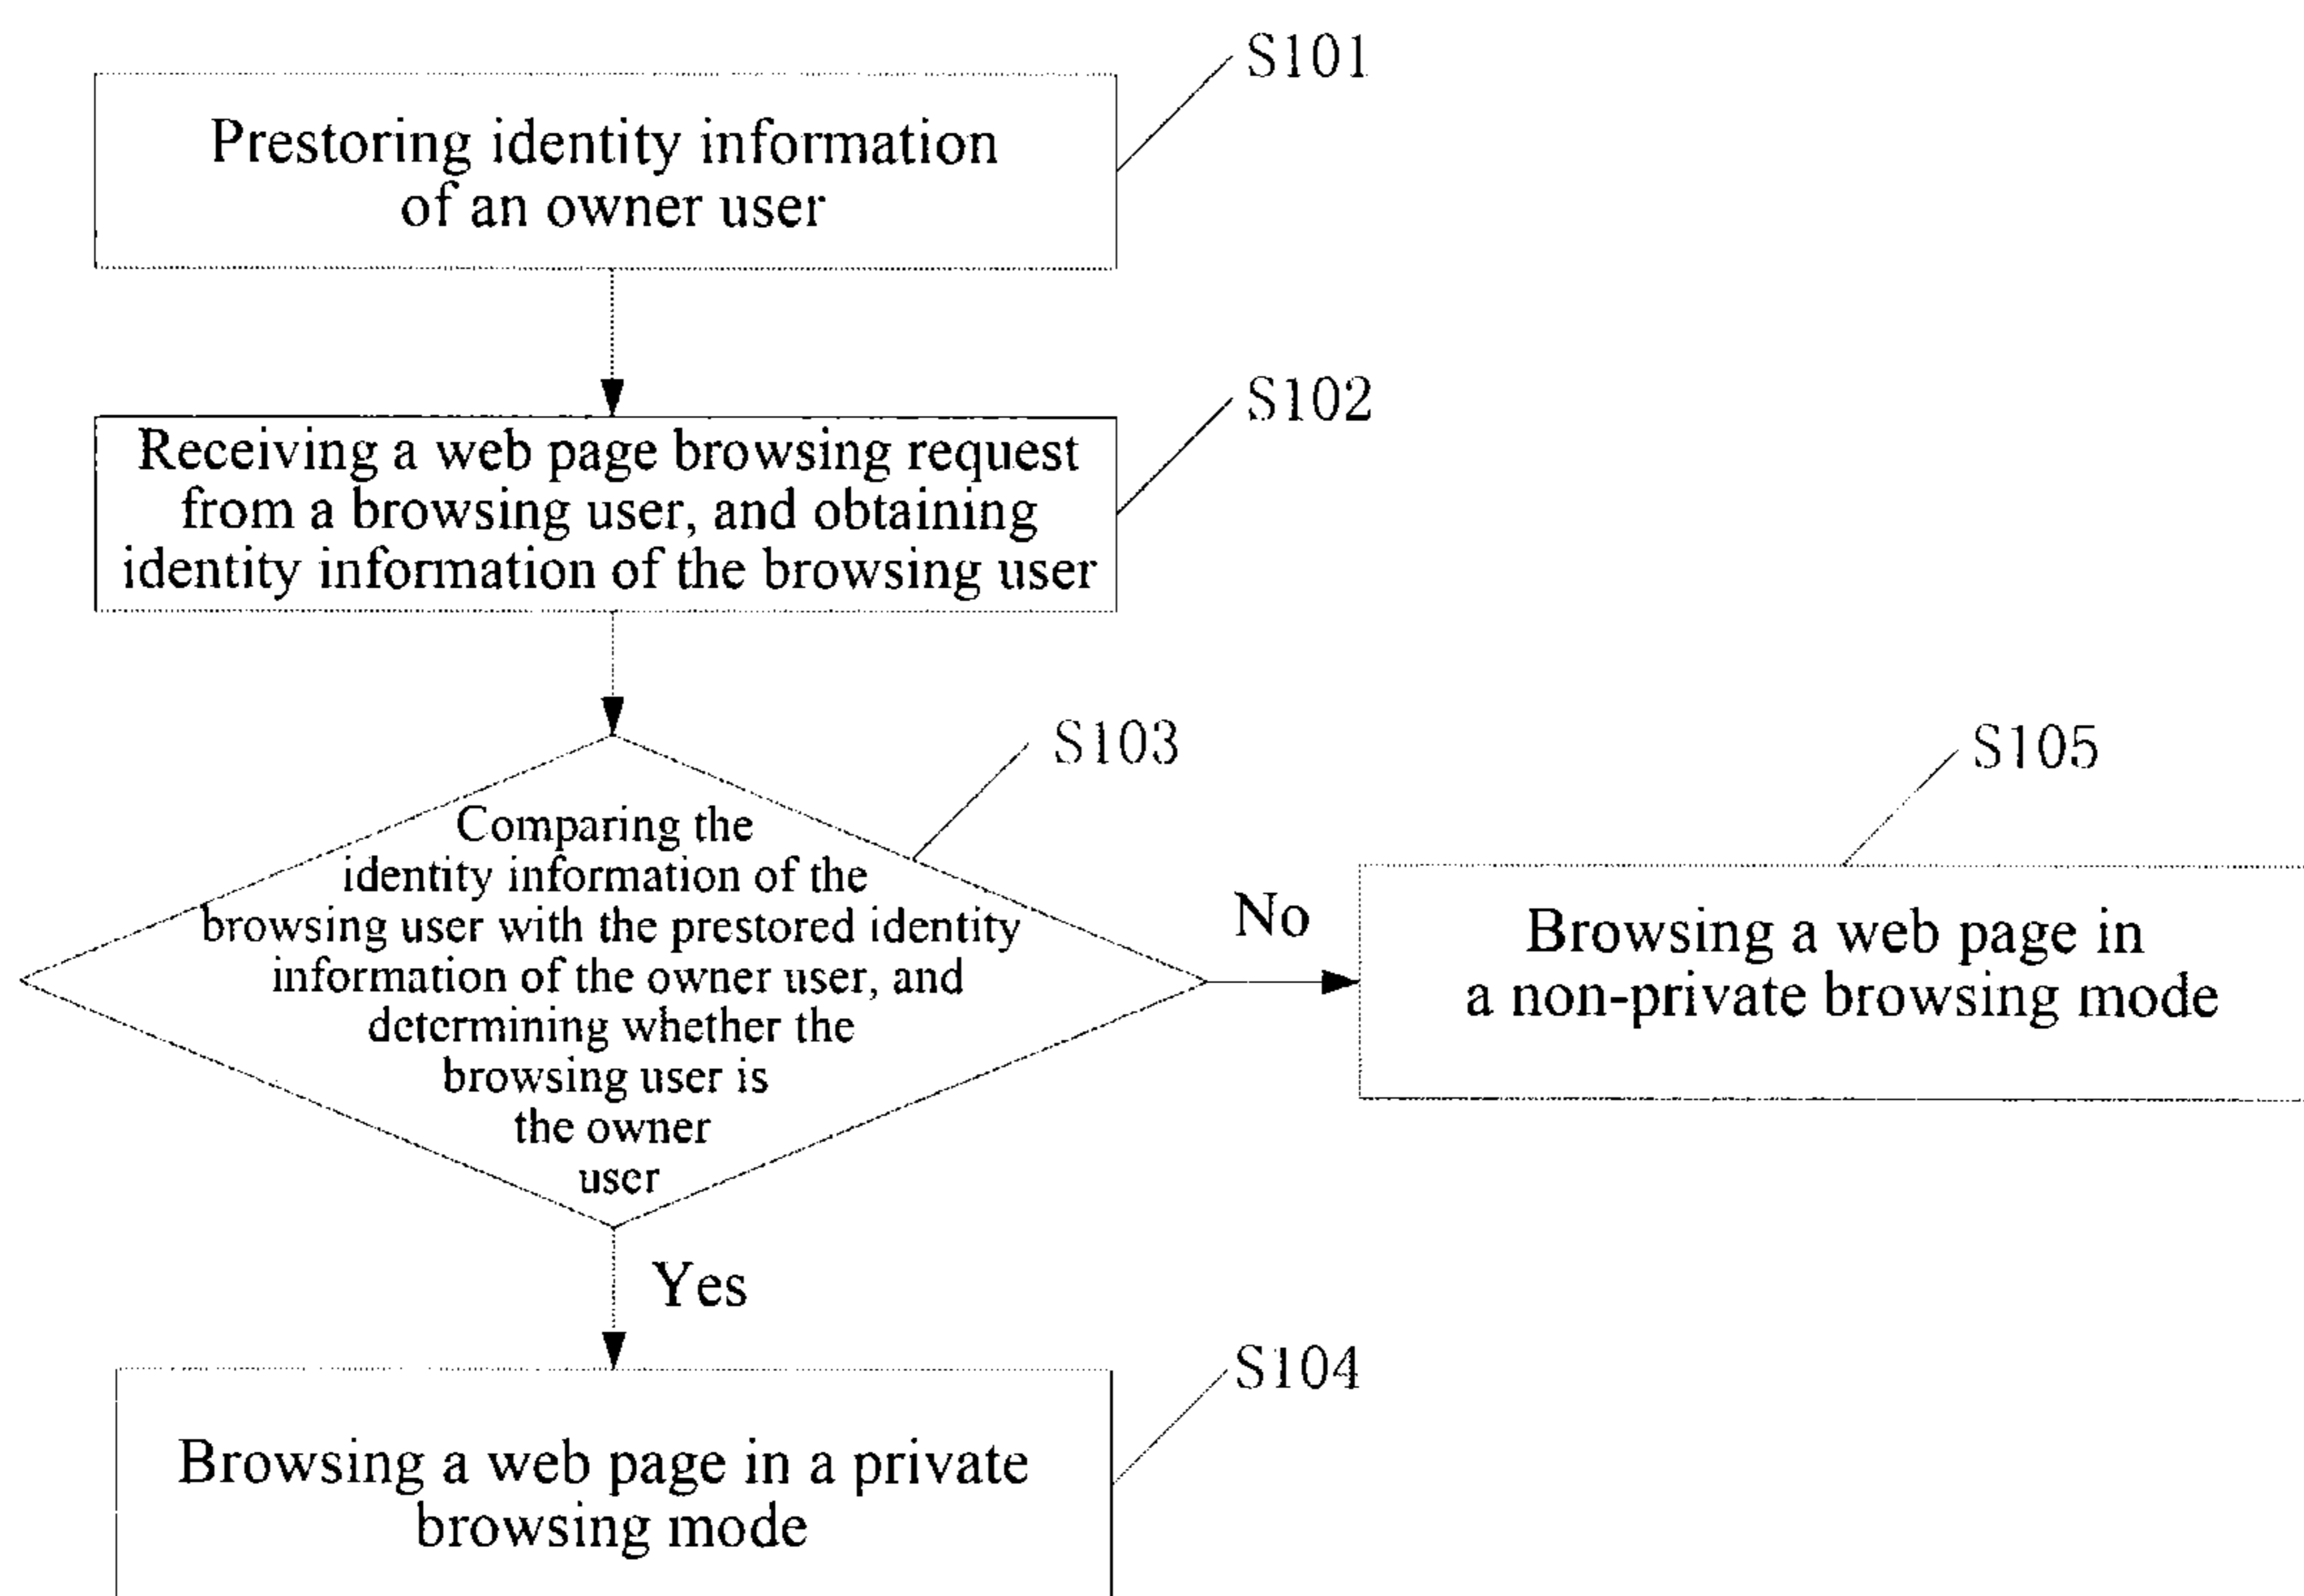 S101
Prestoring identity information
of an owner user
S102
Receiving a web page browsing request
from a browsing user, and obtaining
identity information of the browsing user
S103
Comparing the
identity information of the
browsing user with the prestored identity
information of the owner user, and
determining whether the
browsing user is
the owner
user
No
S105
Browsing a web page in
a non-private browsing mode
Yes
S104
Browsing a web page in a private
browsing mode